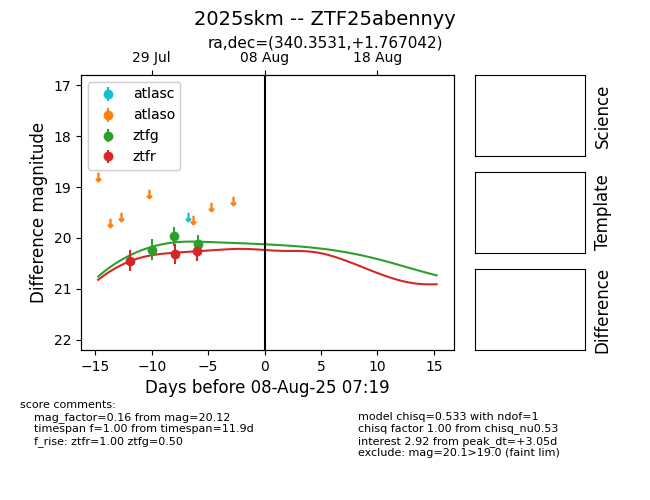 2025skm -- ZTF25abennyy
ra,dec=(340.3531,+1.767042)
29 Jul
08 Aug
18 Aug
17
18
19
20
21
22
Difference magnitude
atlasc
atlaso
ztfg
ztfr
−15
−10
−5
0
5
10
15
Days before 08-Aug-25 07:19
Science
Template
Difference
score comments:
mag_factor=0.16 from mag=20.12
timespan f=1.00 from timespan=11.9d
f_rise: ztfr=1.00 ztfg=0.50
model chisq=0.533 with ndof=1
chisq factor 1.00 from chisq_nu0.53
interest 2.92 from peak_dt=+3.05d
exclude: mag=20.1>19.0 (faint lim)